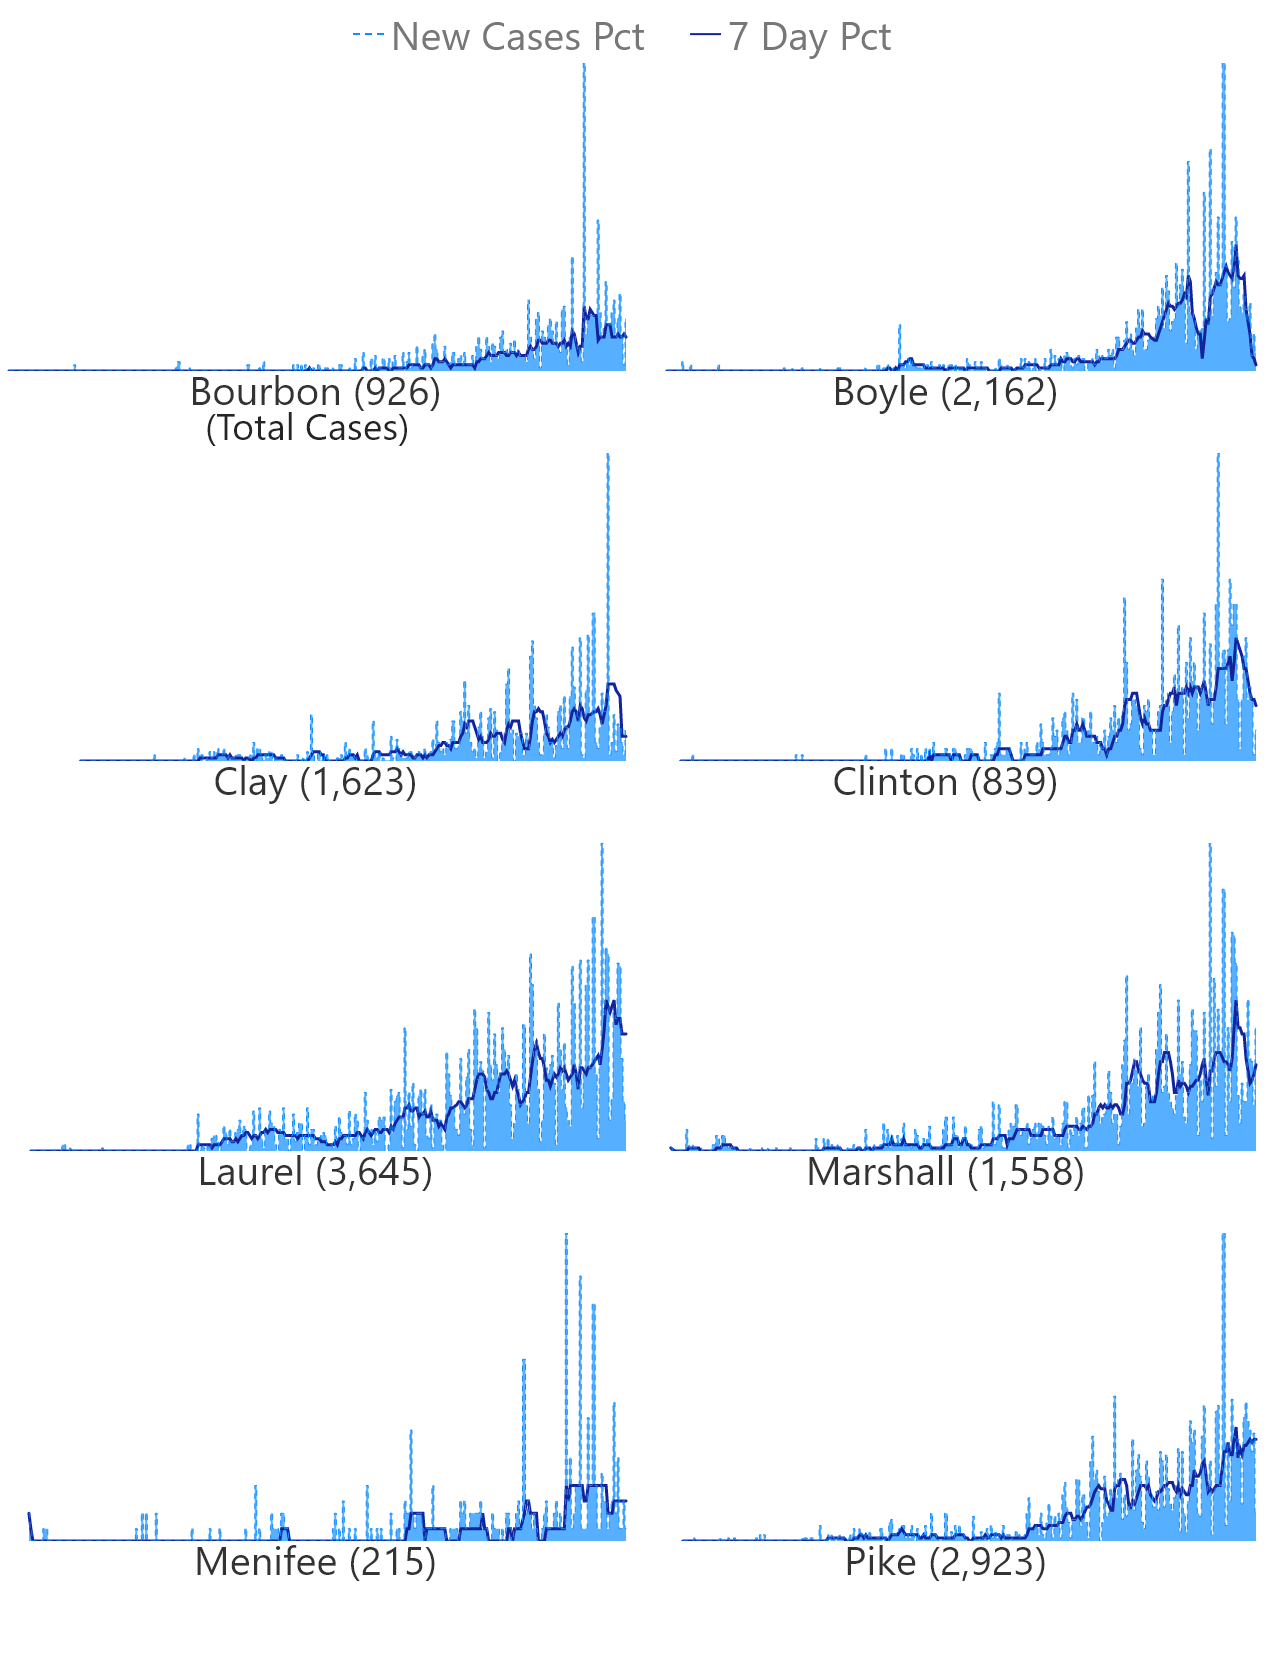 New Cases Pct 7 Day Pct
Bourbon (926) Boyle (2,162)
(Total Cases)
Clay (1,623) Clinton (839)
Laurel (3,645) Marshall (1,558)
Menifee (215) Pike (2,923)